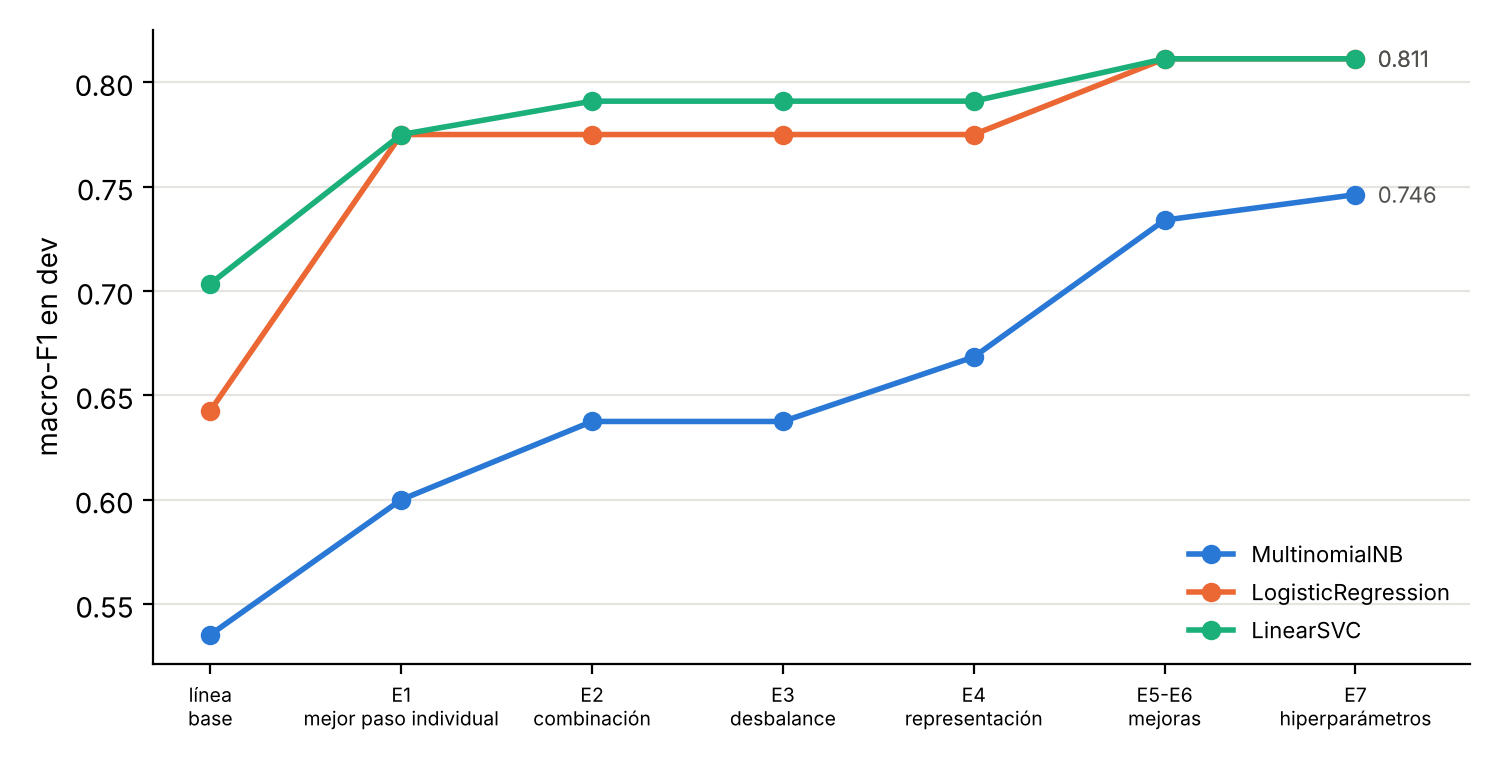 0.80
0.75
0.70
0.65
0.60
0.55
macro-F1 en dev
0.811
0.746
MultinomialNB
LogisticRegression
LinearSVC
línea
base
E1
mejor paso individual
E2
combinación
E3
desbalance
E4
representación
E5-E6
mejoras
E7
hiperparámetros